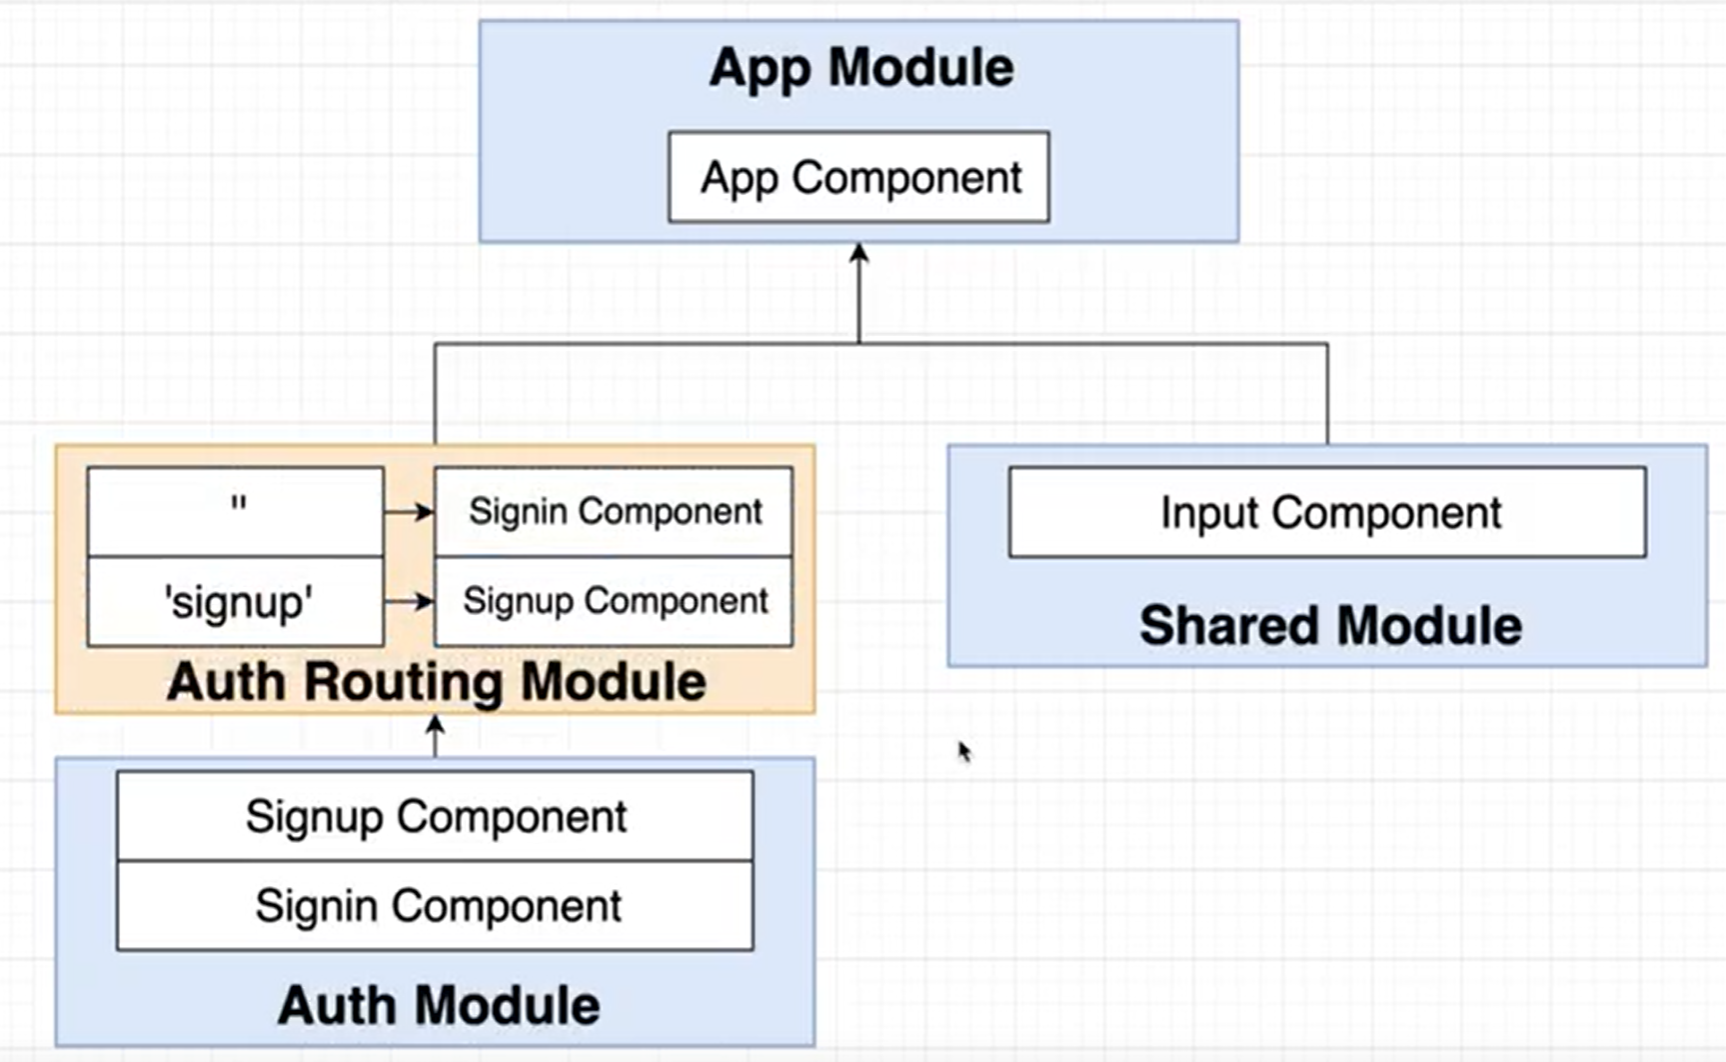 App Module
App Component
''
Signin Component
'signup'
Signup Component
Auth Routing Module
Input Component
Shared Module
Signup Component
Signin Component
Auth Module